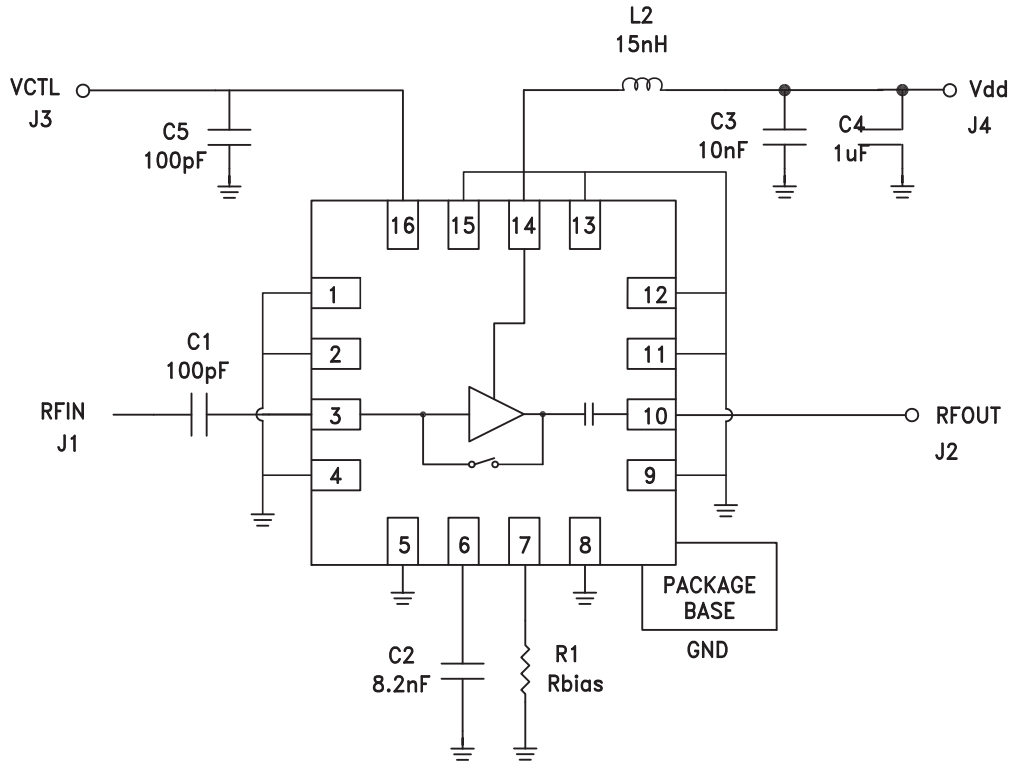 L2
15nH
VCTL
J3
C5
100pF
C3
10nF
C4
1uF
Vdd
J4
16
15
14
13
1
12
2
11
C1
100pF
RFIN
J1
3
10
RFOUT
J2
4
9
5
6
7
8
PACKAGE
BASE
GND
C2
8.2nF
R1
Rbias